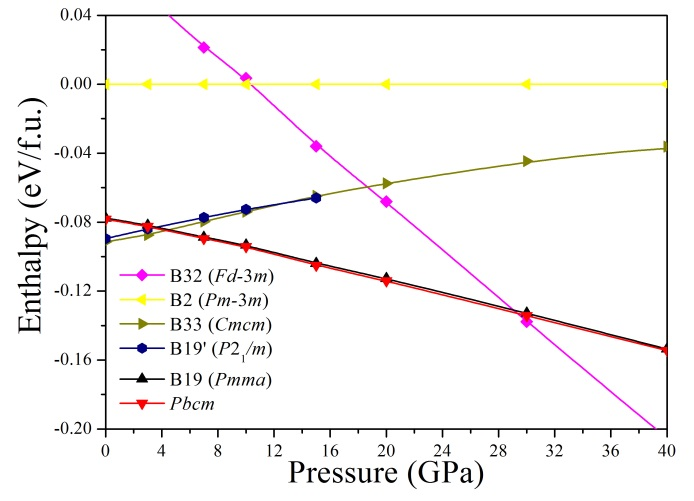 0.04
0.00
-0.04
-0.08
-0.12
-0.16
-0.20
Enthalpy (eV/f.u.)
B32 (Fd-3m)
B2 (Pm-3m)
B33 (Cmcm)
B19' (P2₁/m)
B19 (Pmma)
Pbcm
0 4 8 12 16 20 24 28 32 36 40
Pressure (GPa)